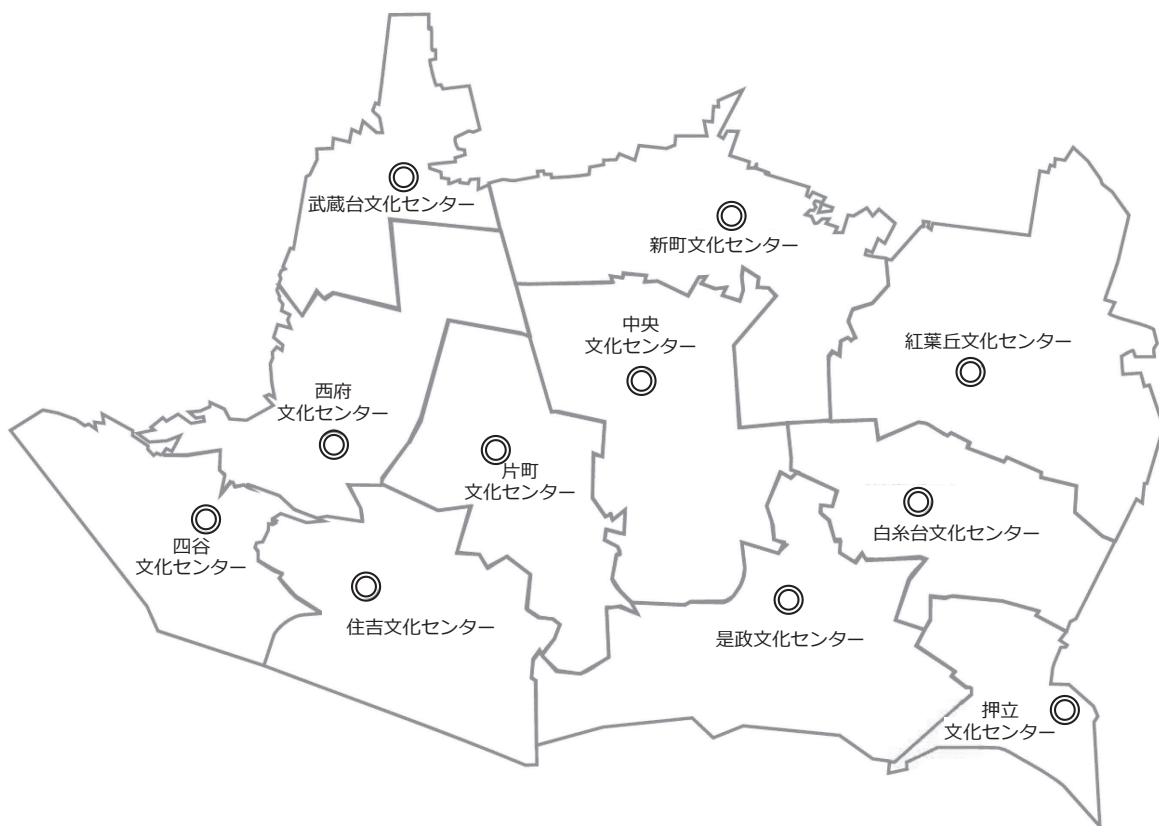 武蔵台文化センター
新町文化センター
中央
文化センター
紅葉丘文化センター
西府
文化センター
片町
文化センター
白糸台文化センター
四谷
文化センター
住吉文化センター
是政文化センター
押立
文化センター